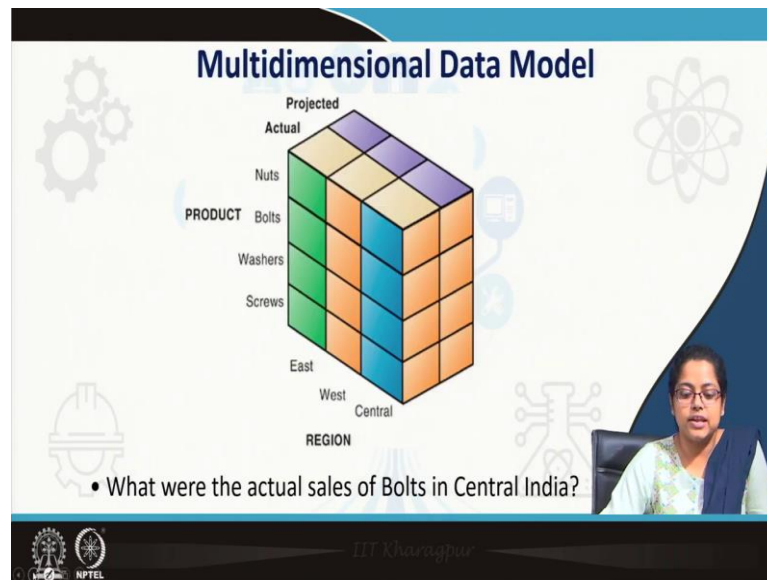 Multidimensional Data Model
Projected
Actual
Nuts
PRODUCT Bolts
Washers
Screws
East
West
Central
REGION
• What were the actual sales of Bolts in Central India?
IIT Kharagpur
NPTEL